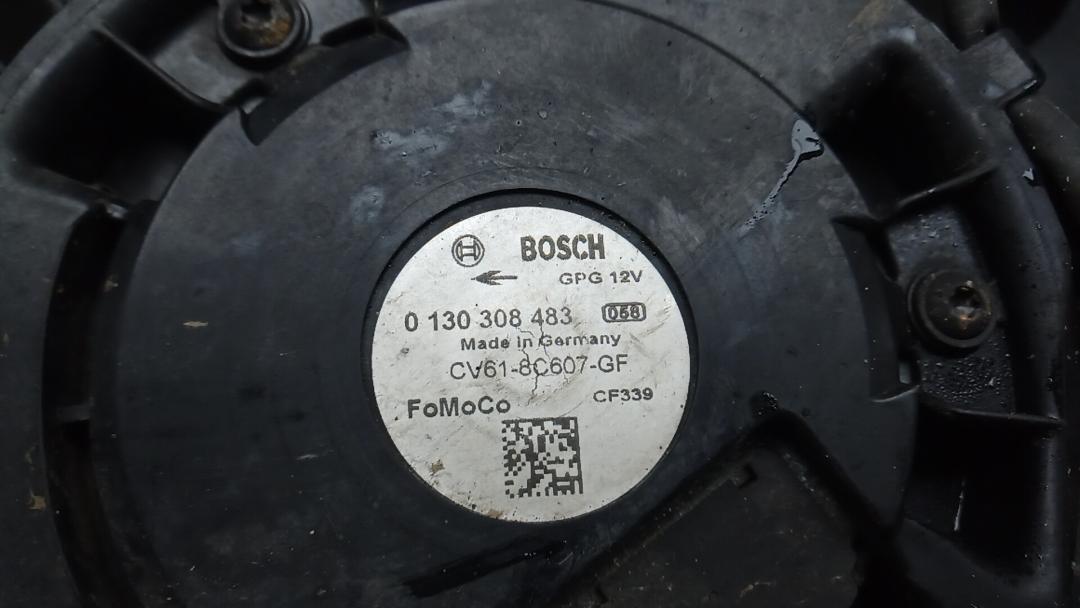 BOSCH
GPG 12V
0 130 308 483 058
Made in Germany
CV61-8C607-GF
FoMoCo CF339